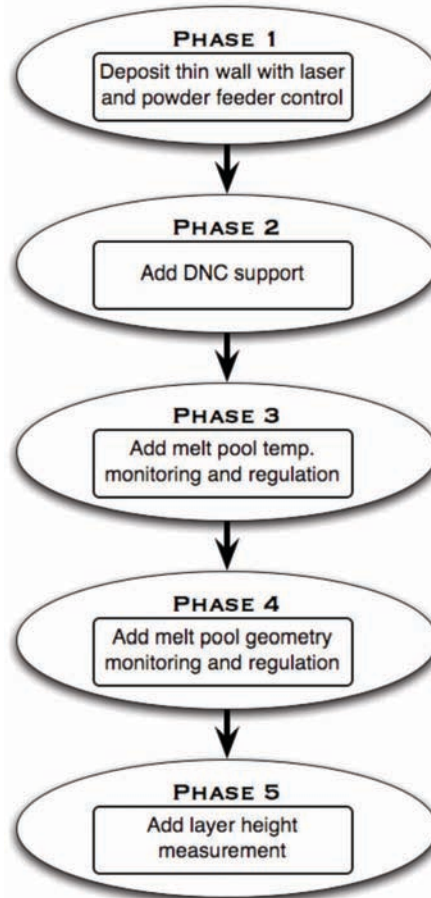 PHASE 1
Deposit thin wall with laser
and powder feeder control
PHASE 2
Add DNC support
PHASE 3
Add melt pool temp.
monitoring and regulation
PHASE 4
Add melt pool geometry
monitoring and regulation
PHASE 5
Add layer height
measurement